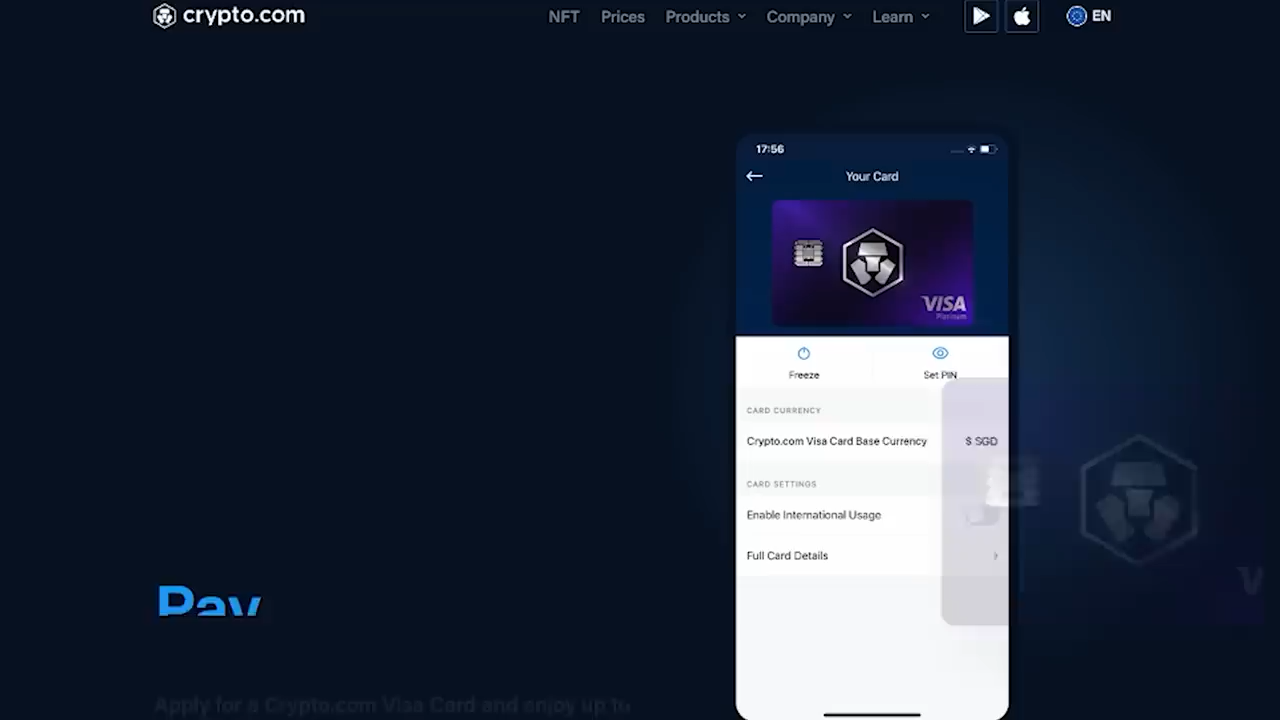 crypto.com
NFT Prices Products Company Learn EN
17:56
Your Card
VISA
Platinum
Freeze Set PIN
CARD CURRENCY
Crypto.com Visa Card Base Currency $ SGD
CARD SETTINGS
Enable International Usage
Full Card Details
V
Pay
Apply for a Crypto.com Visa Card and enjoy up to